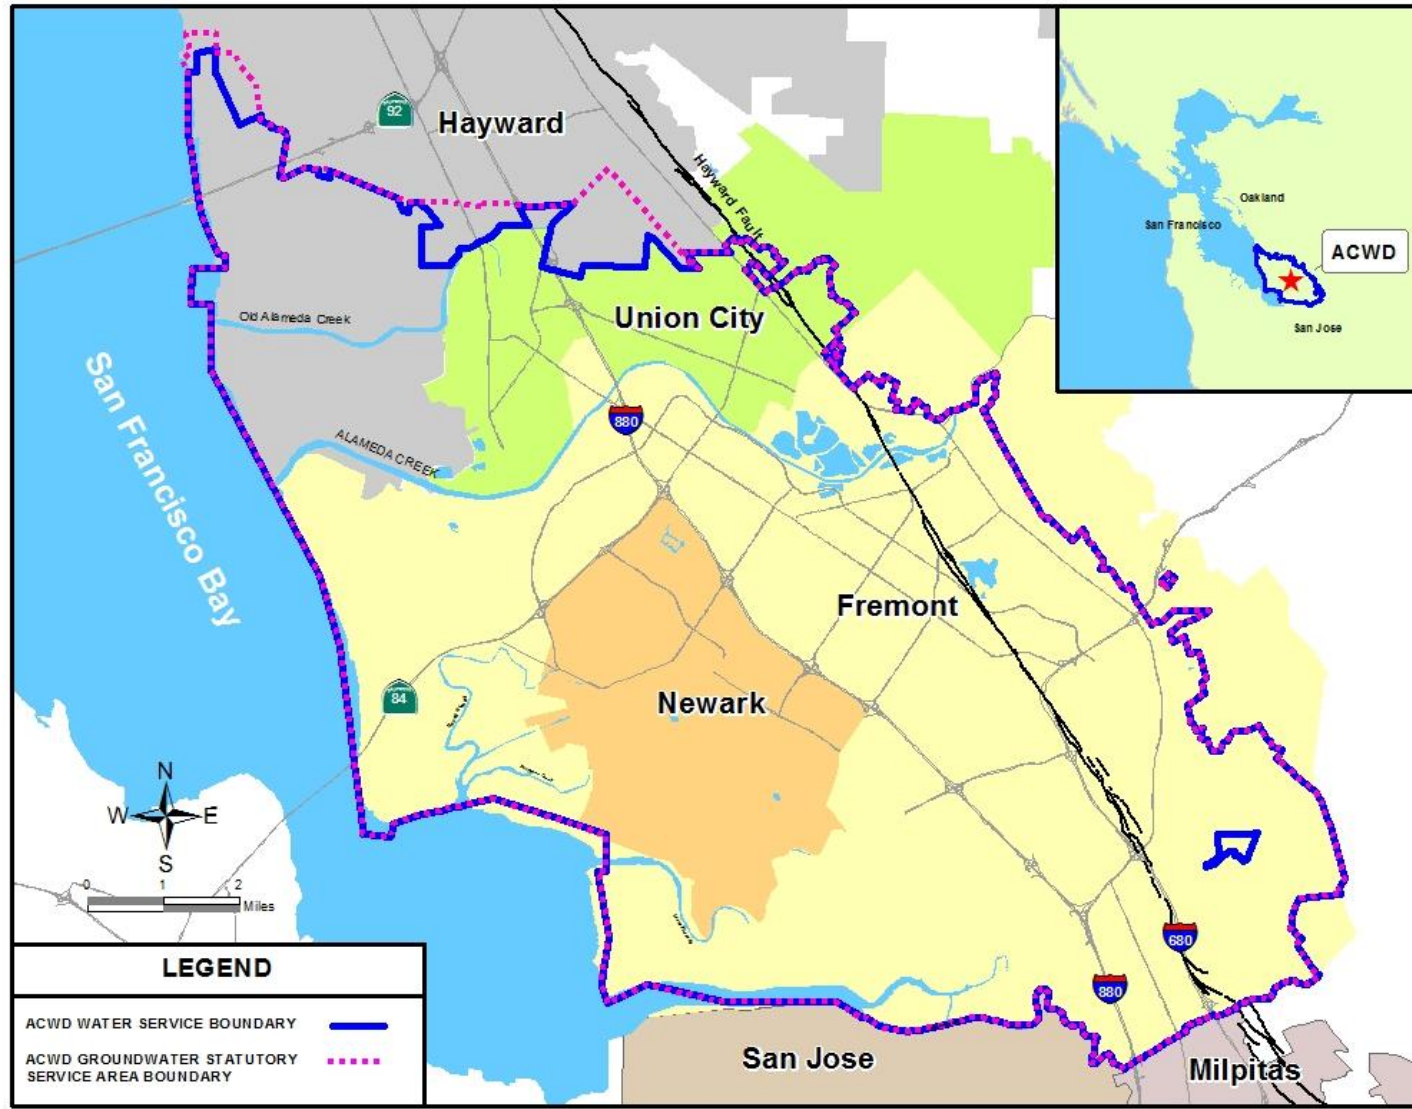 92
Hayward
Hayward Fault
Oakland
San Francisco
ACWD
San Jose
Old Alameda Creek
Union City
San Francisco Bay
880
ALAMEDA CREEK
Fremont
Newark
84
N
W E
S
0 1 2
Miles
680
880
LEGEND
ACWD WATER SERVICE BOUNDARY
ACWD GROUNDWATER STATUTORY
SERVICE AREA BOUNDARY
San Jose
Milpitas